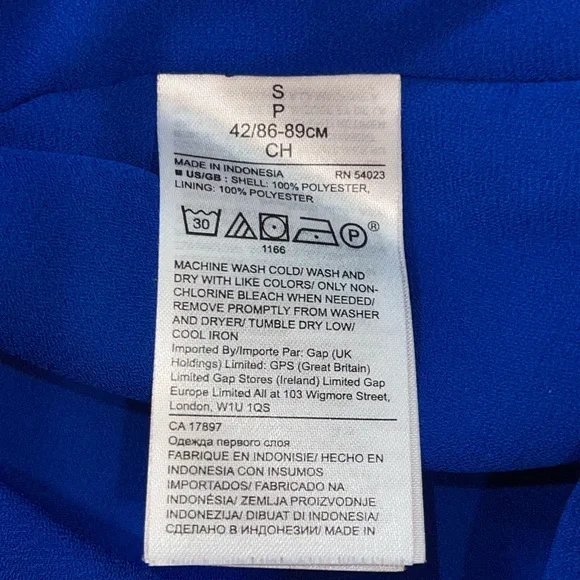 S
P
42/86-89см
CH
MADE IN INDONESIA RN 54023
■ US/GB : SHELL: 100% POLYESTER,
LINING: 100% POLYESTER
30 P ®
1166
MACHINE WASH COLD/ WASH AND
DRY WITH LIKE COLORS/ ONLY NON-
CHLORINE BLEACH WHEN NEEDED/
REMOVE PROMPTLY FROM WASHER
AND DRYER/ TUMBLE DRY LOW/
COOL IRON
Imported By/Importe Par: Gap (UK
Holdings) Limited: GPS (Great Britain)
Limited Gap Stores (Ireland) Limited Gap
Europe Limited All at 103 Wigmore Street,
London, W1U 1QS
CA 17897
Одежда первого слоя
FABRIQUE EN INDONISIE/ HECHO EN
INDONESIA CON INSUMOS
IMPORTADOS/ FABRICADO NA
INDONÉSIA/ ZEMLJA PROIZVODNJE
INDONEZIJA/ DIBUAT DI INDONESIA/
СДЕЛАНО В ИНДОНЕЗИИ/ MADE IN